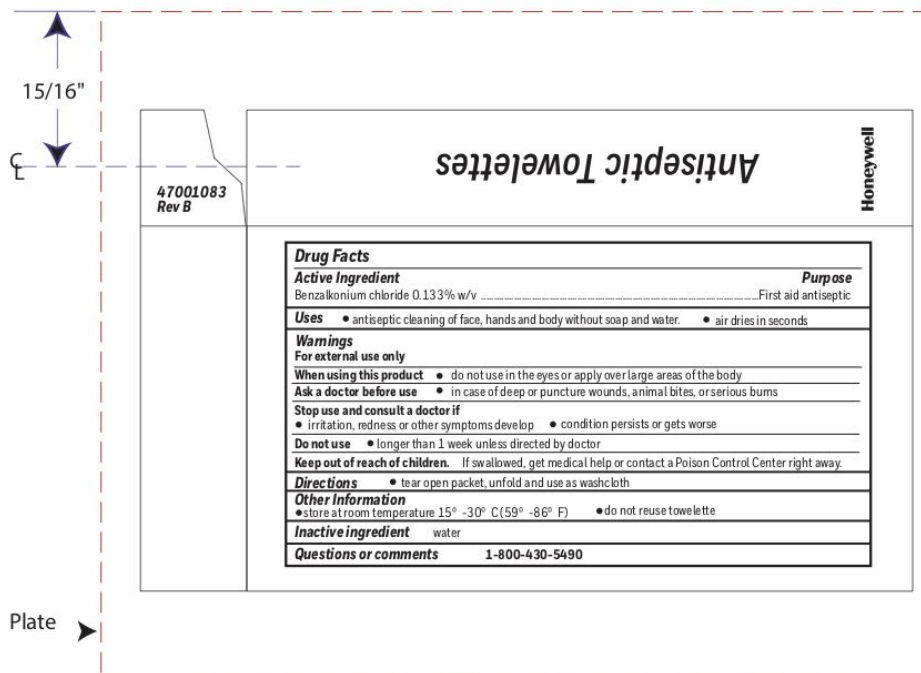 15/16"
℄
47001083
Rev B
Antiseptic Towelettes
Honeywell
Drug Facts
Active Ingredient Purpose
Benzalkonium chloride 0.133% w/v ........................................................................................First aid antiseptic
Uses • antiseptic cleaning of face, hands and body without soap and water. • air dries in seconds
Warnings
For external use only
When using this product • do not use in the eyes or apply over large areas of the body
Ask a doctor before use • in case of deep or puncture wounds, animal bites, or serious burns
Stop use and consult a doctor if
• irritation, redness or other symptoms develop • condition persists or gets worse
Do not use • longer than 1 week unless directed by doctor
Keep out of reach of children. If swallowed, get medical help or contact a Poison Control Center right away.
Directions • tear open packet, unfold and use as washcloth
Other Information
• store at room temperature 15° -30° C (59° -86° F) • do not reuse towelette
Inactive ingredient water
Questions or comments 1-800-430-5490
Plate